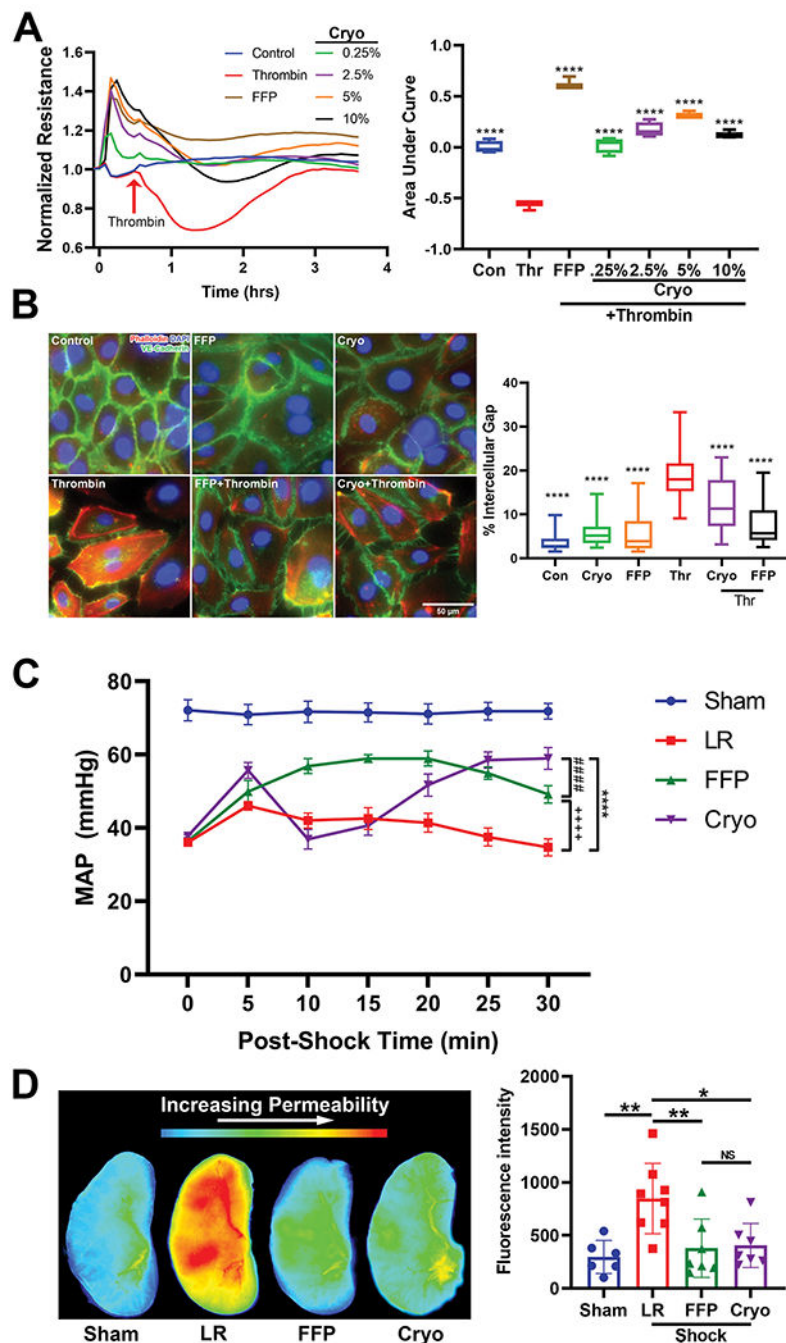 A
Normalized Resistance
1.6
1.4
1.2
1.0
0.8
0.6
0 1 2 3 4
Time (hrs)
Thrombin
Control
Thrombin
FFP
Cryo
0.25%
2.5%
5%
10%
Area Under Curve
1.0
0.5
0.0
-0.5
-1.0
**** **** **** **** **** ****
Con Thr FFP .25% 2.5% 5% 10%
Cryo
+Thrombin
B
Control
Phalloidin DAPI
VE-Cadherin
FFP
Cryo
Thrombin
FFP+Thrombin
Cryo+Thrombin
50 µm
% Intercellular Gap
40
30
20
10
0
**** **** **** **** ****
Con Cryo FFP Thr Cryo FFP
Thr
C
MAP (mmHg)
80
60
40
20
0
0 5 10 15 20 25 30
Post-Shock Time (min)
####
++++
****
Sham
LR
FFP
Cryo
D
Increasing Permeability
Sham LR FFP Cryo
Fluorescence intensity
2000
1500
1000
500
0
*
** **
NS
Sham LR FFP Cryo
Shock